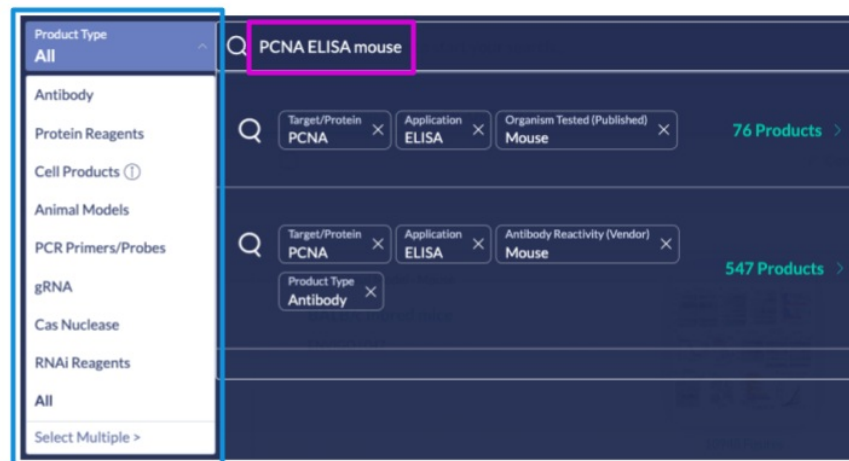 Product Type
All
PCNA ELISA mouse
Antibody
Protein Reagents
Cell Products
Animal Models
PCR Primers/Probes
gRNA
Cas Nuclease
RNAi Reagents
All
Select Multiple >
Target/Protein
PCNA
Application
ELISA
Organism Tested (Published)
Mouse
76 Products >
Target/Protein
PCNA
Application
ELISA
Antibody Reactivity (Vendor)
Mouse
Product Type
Antibody
547 Products >